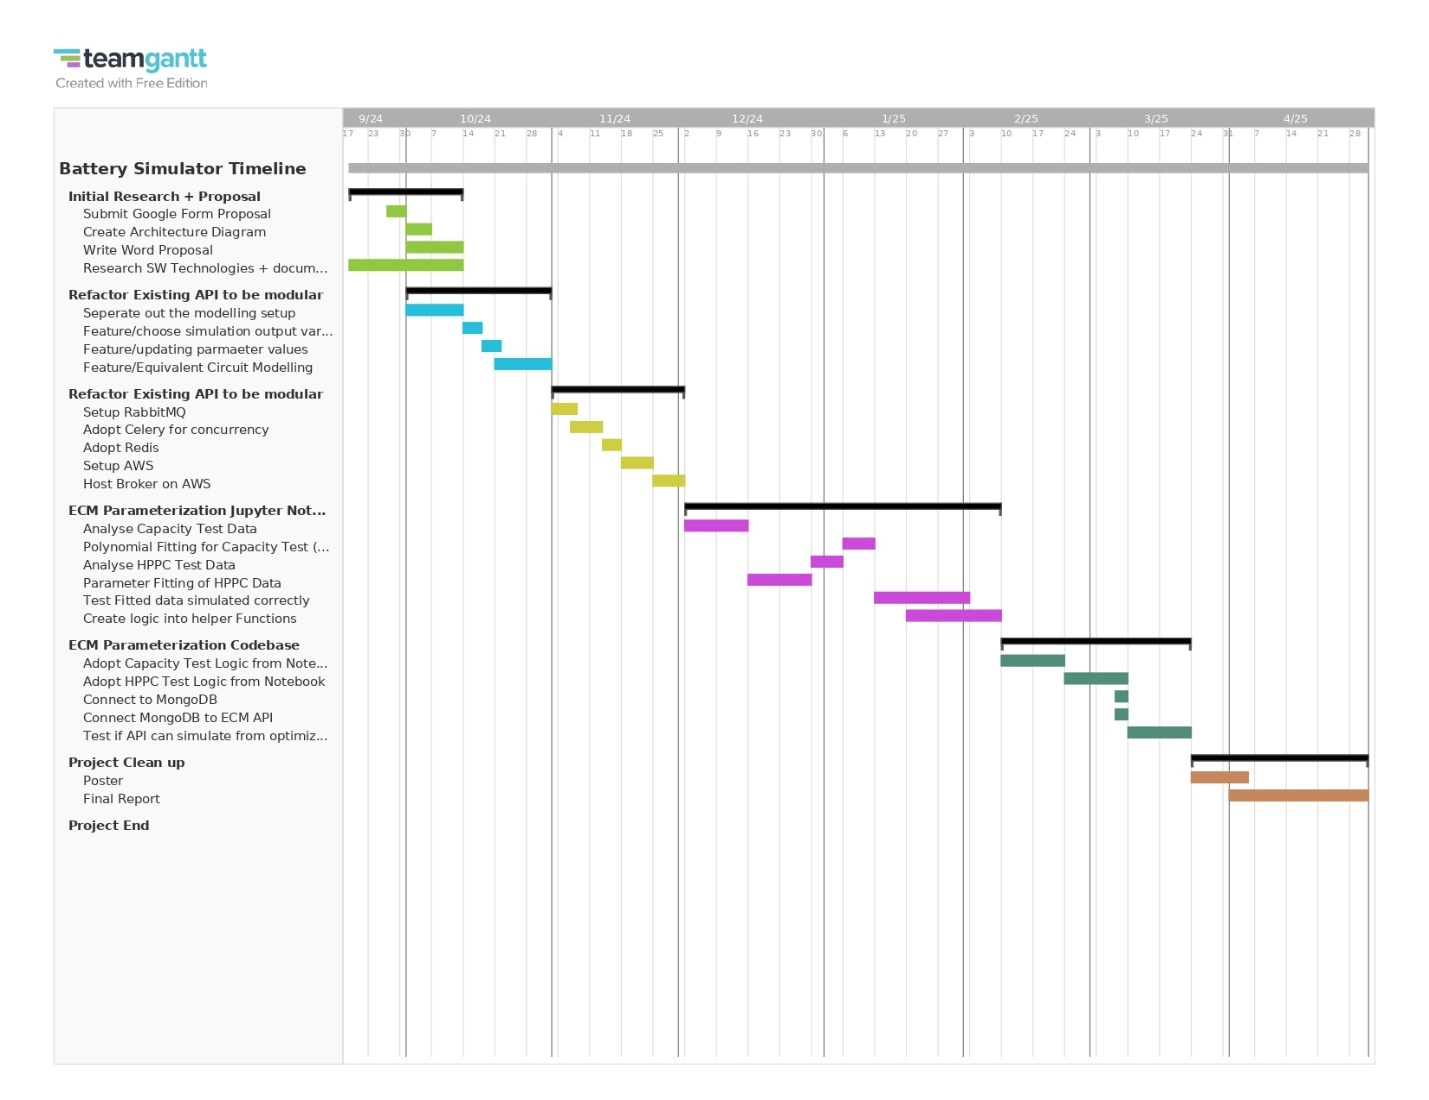 teamgantt
Created with Free Edition
9/24 10/24 11/24 12/24 1/25 2/25 3/25 4/25
17 23 30 7 14 21 28 4 11 18 25 2 9 16 23 30 6 13 20 27 3 10 17 24 3 10 17 24 31 7 14 21 28
Battery Simulator Timeline
Initial Research + Proposal
Submit Google Form Proposal
Create Architecture Diagram
Write Word Proposal
Research SW Technologies + docum...
Refactor Existing API to be modular
Seperate out the modelling setup
Feature/choose simulation output var...
Feature/updating parmaeter values
Feature/Equivalent Circuit Modelling
Refactor Existing API to be modular
Setup RabbitMQ
Adopt Celery for concurrency
Adopt Redis
Setup AWS
Host Broker on AWS
ECM Parameterization Jupyter Not...
Analyse Capacity Test Data
Polynomial Fitting for Capacity Test (...
Analyse HPPC Test Data
Parameter Fitting of HPPC Data
Test Fitted data simulated correctly
Create logic into helper Functions
ECM Parameterization Codebase
Adopt Capacity Test Logic from Note...
Adopt HPPC Test Logic from Notebook
Connect to MongoDB
Connect MongoDB to ECM API
Test if API can simulate from optimiz...
Project Clean up
Poster
Final Report
Project End